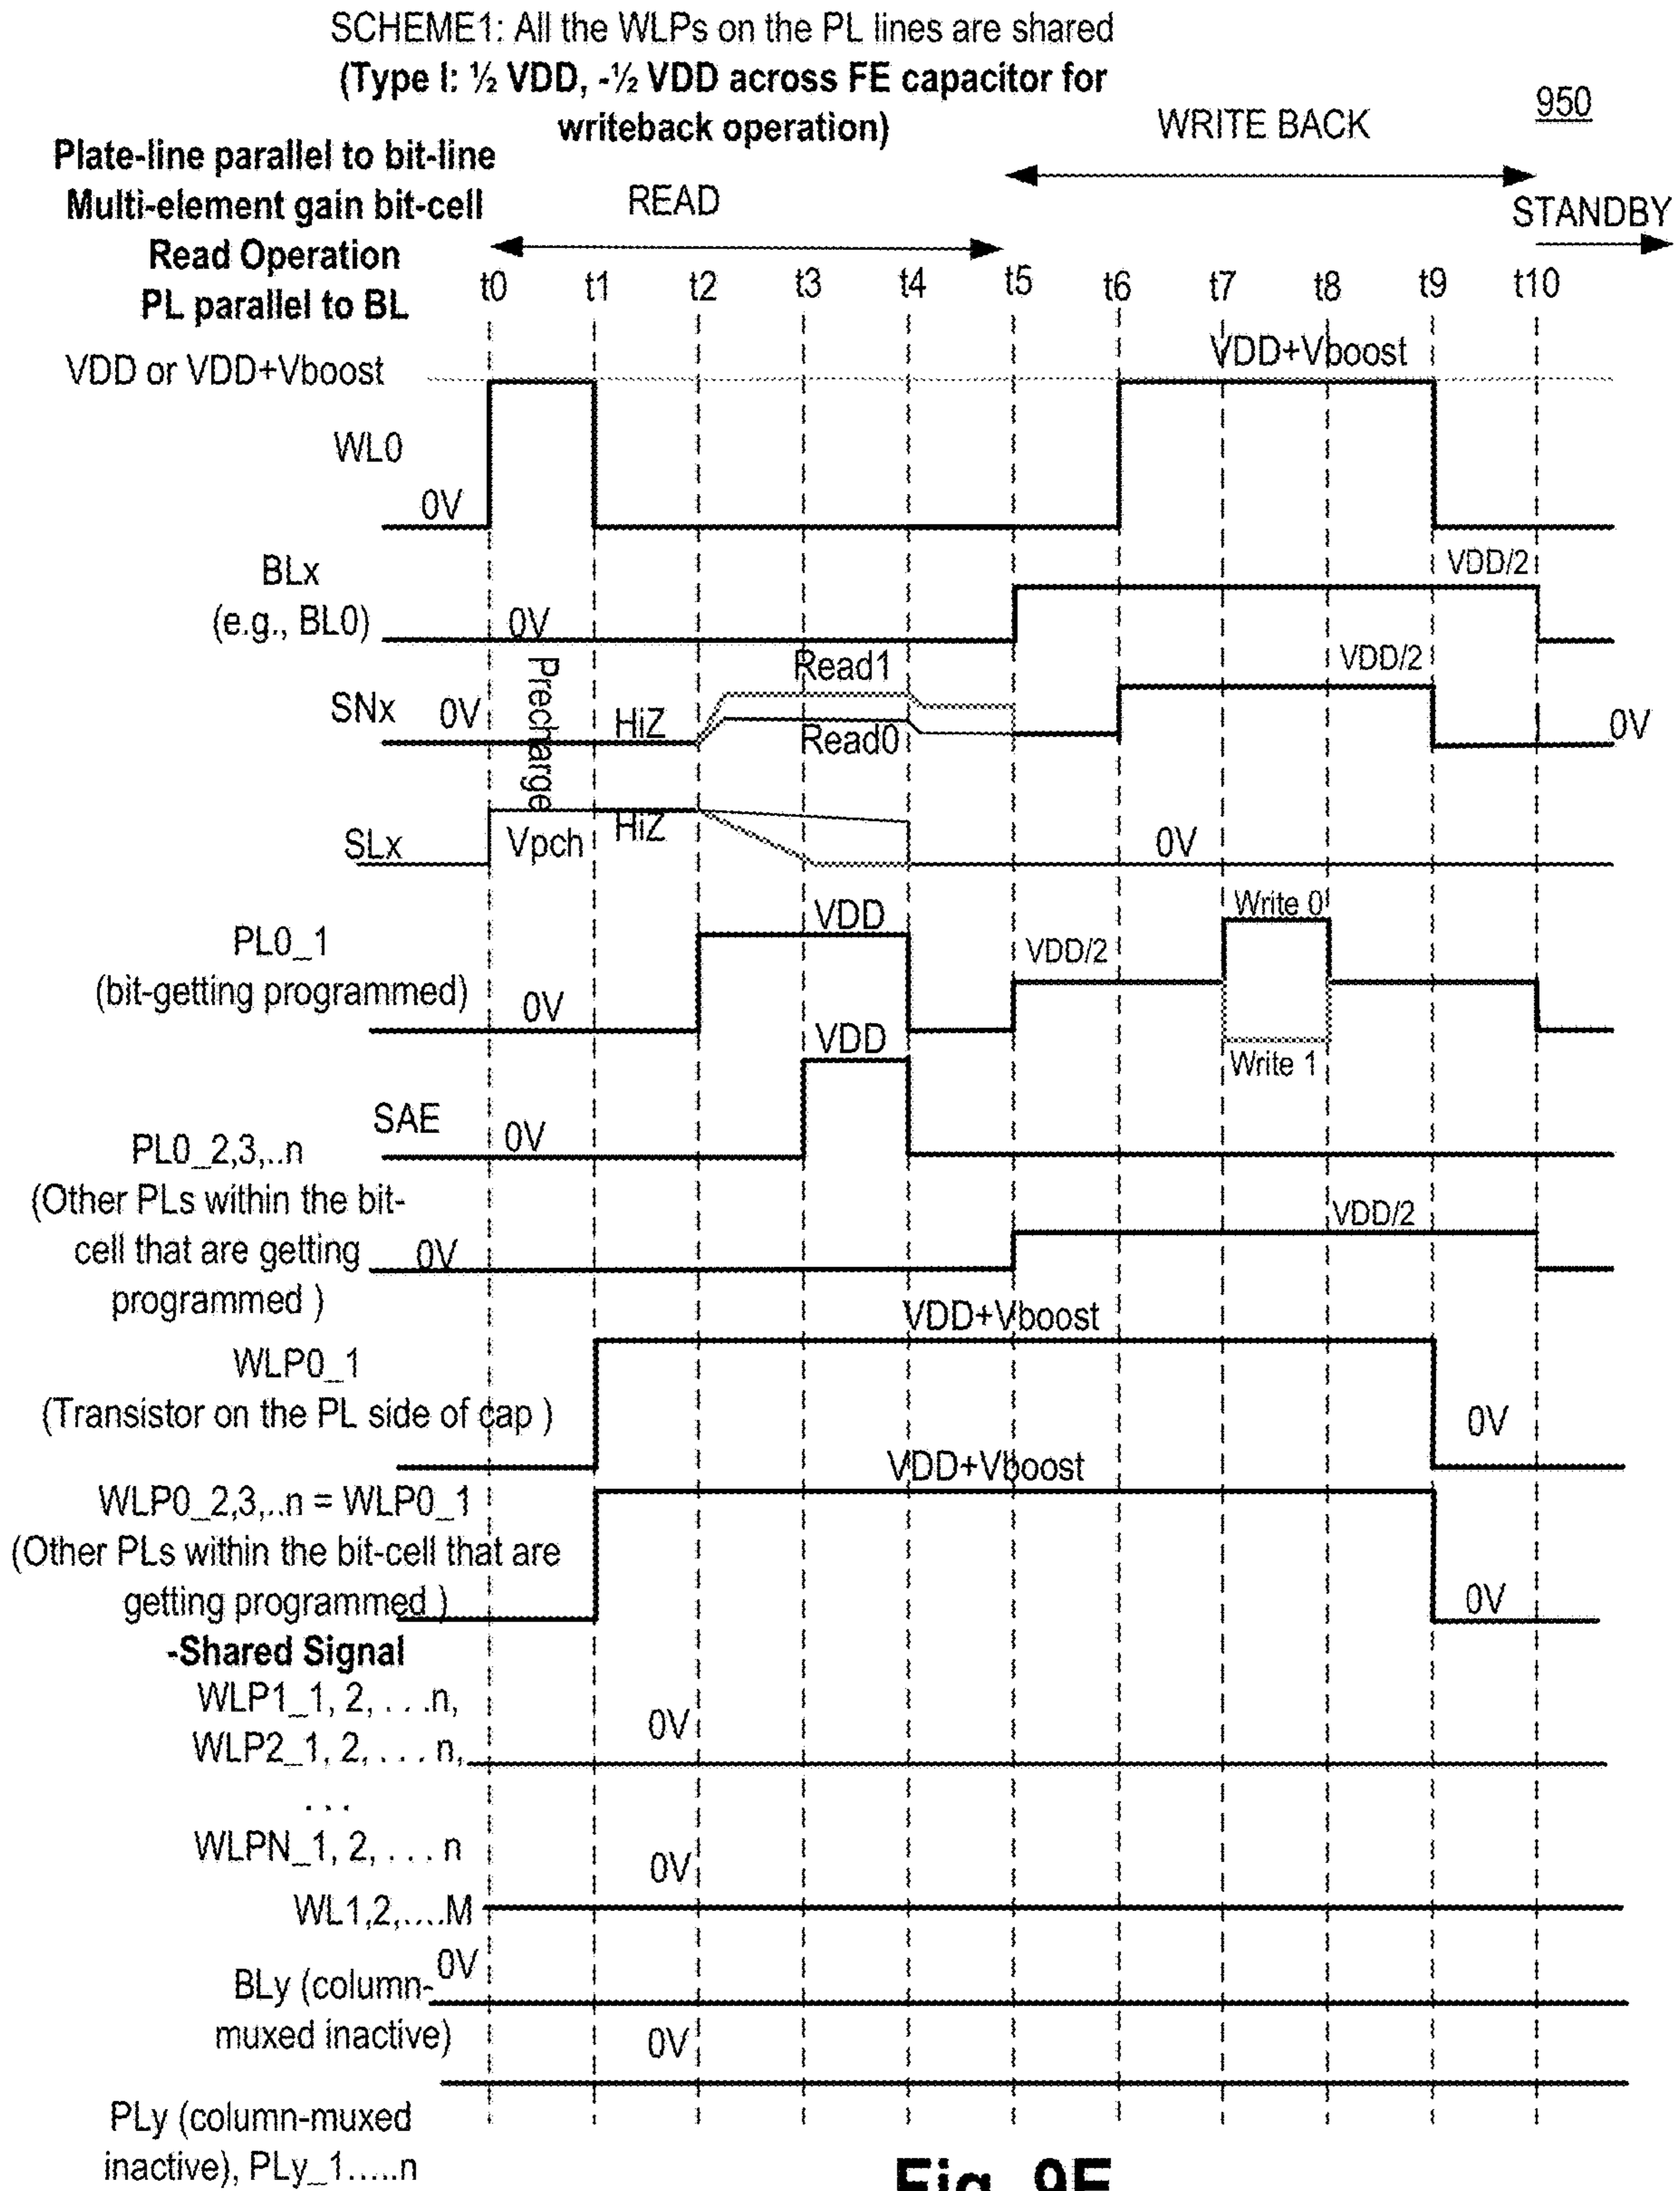 SCHEME1: All the WLPs on the PL lines are shared
(Type I: ½ VDD, -½ VDD across FE capacitor for
writeback operation)
950
WRITE BACK
Plate-line parallel to bit-line
Multi-element gain bit-cell
Read Operation
PL parallel to BL
READ
STANDBY
t0 t1 t2 t3 t4 t5 t6 t7 t8 t9 t10
VDD or VDD+Vboost
VDD+Vboost
WL0
0V
BLx
(e.g., BL0)
0V
VDD/2
Precharge
Read1
VDD/2
SNx 0V HiZ
Read0
0V
SLx Vpch HiZ
0V
PL0_1
(bit-getting programmed)
0V
VDD
VDD/2
Write 0
Write 1
VDD
SAE
0V
PL0_2,3,..n
(Other PLs within the bit-
cell that are getting
programmed )
0V
VDD/2
VDD+Vboost
WLP0_1
(Transistor on the PL side of cap )
0V
VDD+Vboost
WLP0_2,3,..n = WLP0_1
(Other PLs within the bit-cell that are
getting programmed )
0V
-Shared Signal
WLP1_1, 2, . . .n,
0V
WLP2_1, 2, . . . n,
. . .
WLPN_1, 2, . . . n
0V
WL1,2,....M
0V
BLy (column-
muxed inactive)
0V
PLy (column-muxed
inactive), PLy_1.....n
Fig. 9E